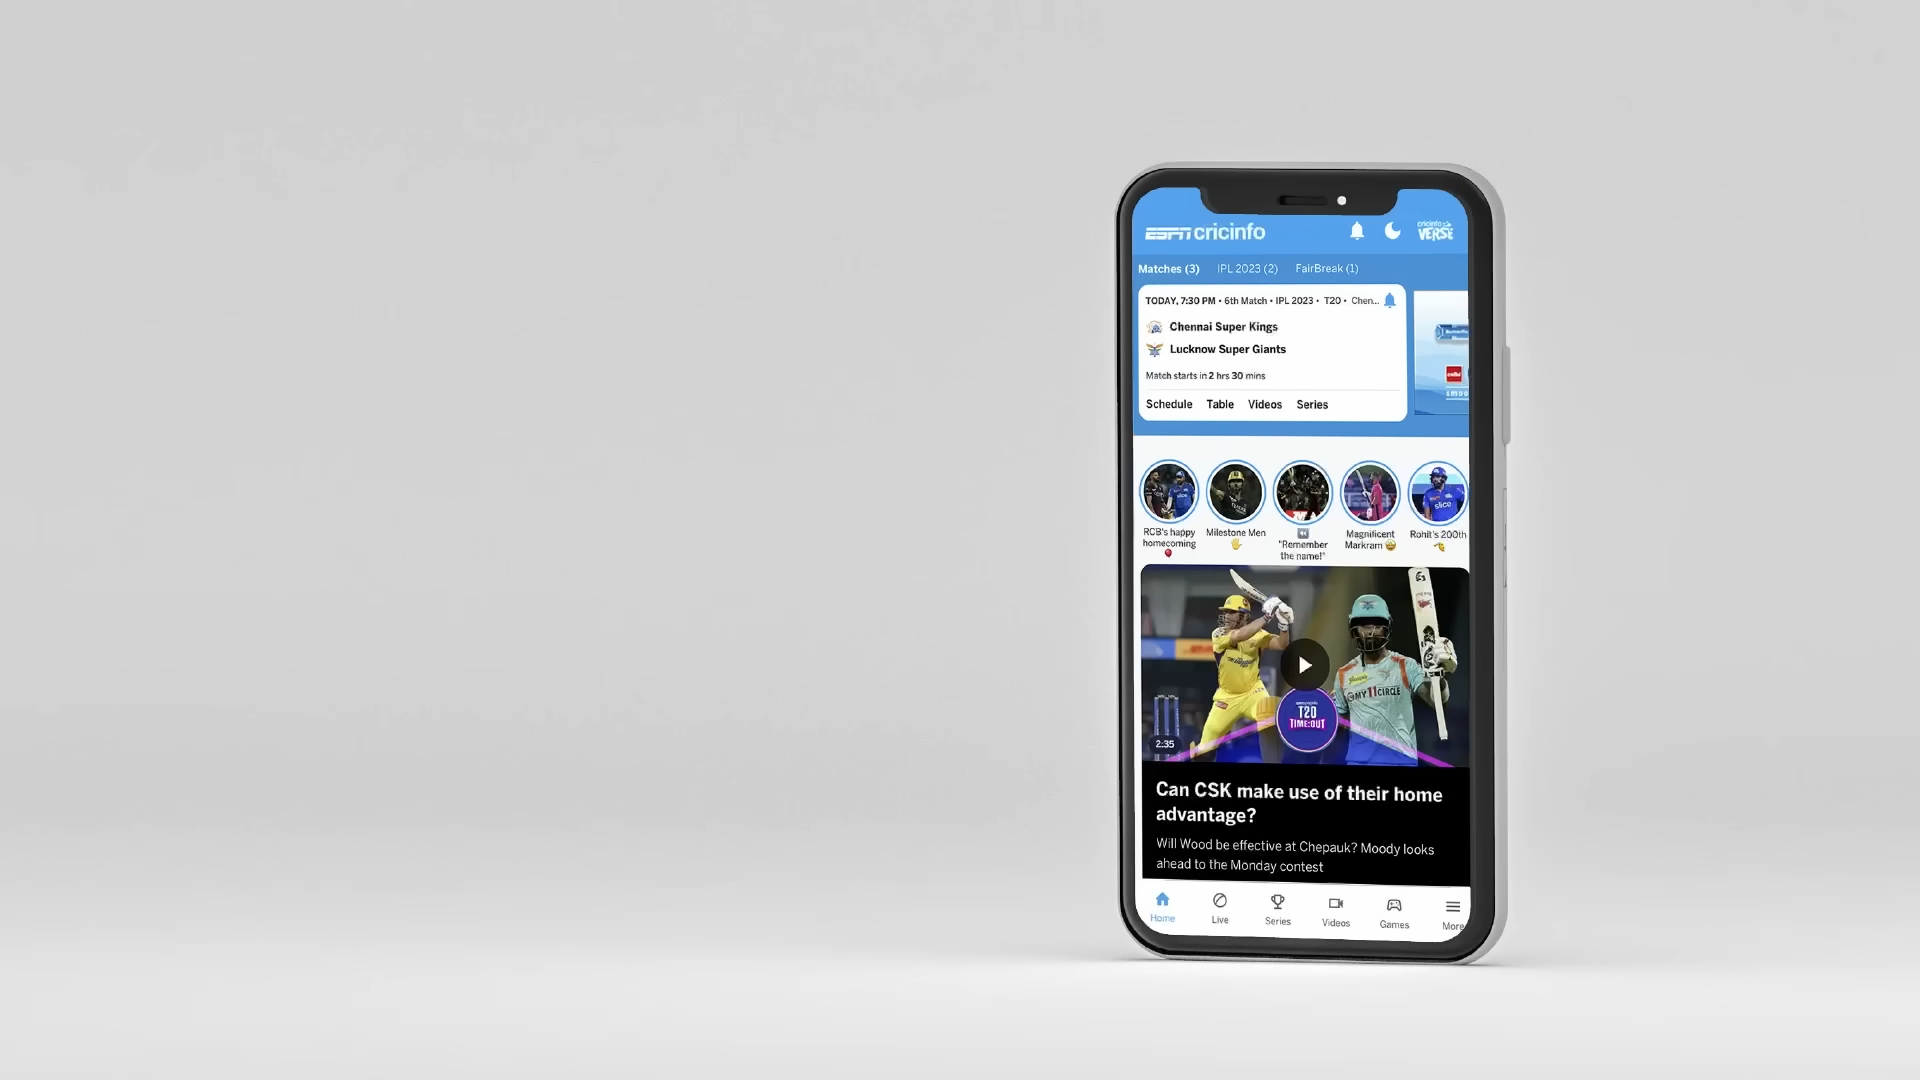 ESPN cricinfo
cricinfo VERSE
Matches (3) IPL 2023 (2) FairBreak (1)
TODAY, 7:30 PM • 6th Match • IPL 2023 • T20 • Chen...
Chennai Super Kings
Lucknow Super Giants
Match starts in 2 hrs 30 mins
Schedule Table Videos Series
slice
slice
RCB's happy
homecoming
Milestone Men
"Remember
the name!"
Magnificent
Markram
Rohit's 200th
@MY11CIRCLE
T20
TIME:OUT
2:35
Can CSK make use of their home
advantage?
Will Wood be effective at Chepauk? Moody looks
ahead to the Monday contest
Home Live Series Videos Games More